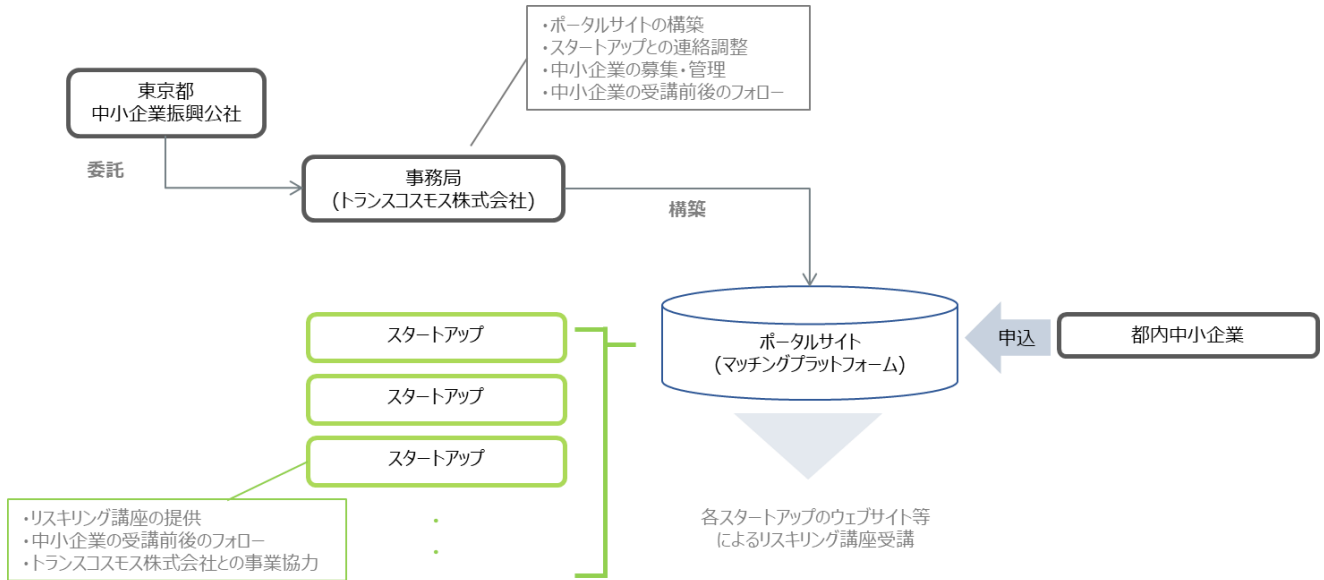 ・ポータルサイトの構築
・スタートアップとの連絡調整
・中小企業の募集・管理
・中小企業の受講前後のフォロー
東京都
中小企業振興公社
委託
事務局
(トランスコスモス株式会社)
構築
スタートアップ
スタートアップ
スタートアップ
・
・
ポータルサイト
(マッチングプラットフォーム)
申込
都内中小企業
・リスキリング講座の提供
・中小企業の受講前後のフォロー
・トランスコスモス株式会社との事業協力
各スタートアップのウェブサイト等
によるリスキリング講座受講